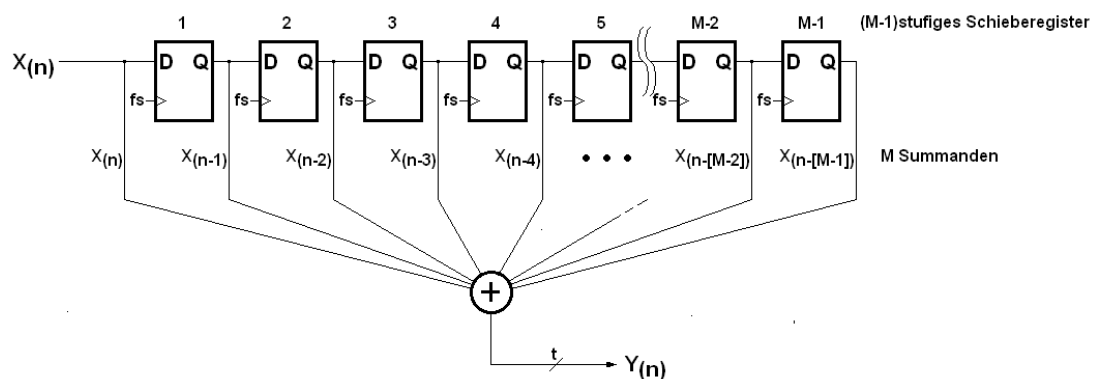 1 2 3 4 5 M-2 M-1 (M-1)stufiges Schieberegister
X(n) D Q D Q D Q D Q D Q D Q D Q
fs fs fs fs fs fs fs
X(n) X(n-1) X(n-2) X(n-3) X(n-4) • • • X(n-[M-2]) X(n-[M-1]) M Summanden
+
t Y(n)